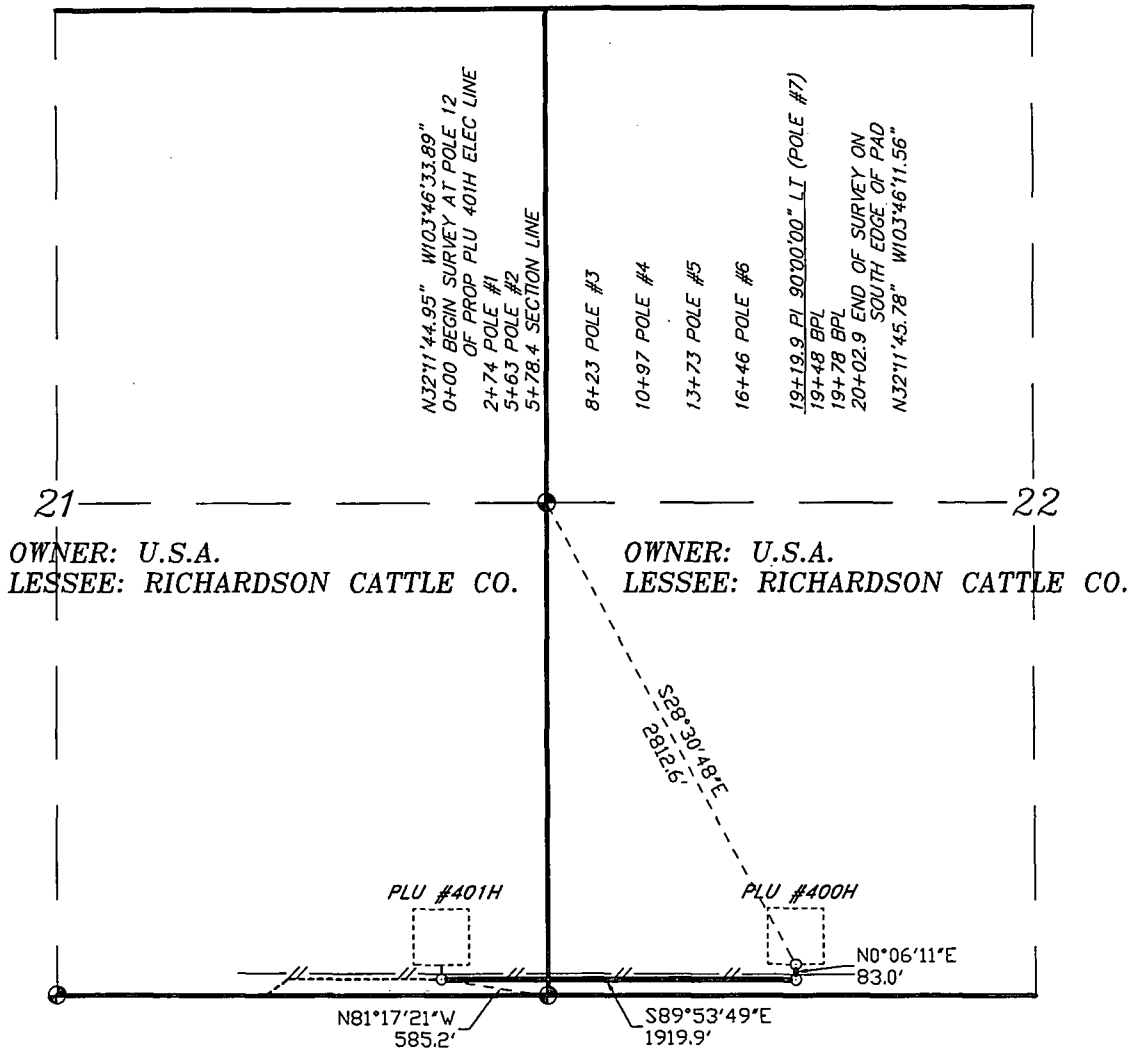 N32°11'44.95" W103°46'33.89"
0+00 BEGIN SURVEY AT POLE 12
OF PROP PLU 401H ELEC LINE
2+74 POLE #1
5+63 POLE #2
5+78.4 SECTION LINE
8+23 POLE #3
10+97 POLE #4
13+73 POLE #5
16+46 POLE #6
19+19.9 PI 90°00'00" LT (POLE #7)
19+48 BPL
19+78 BPL
20+02.9 END OF SURVEY ON
SOUTH EDGE OF PAD
N32°11'45.78" W103°46'11.56"
21
22
OWNER: U.S.A.
LESSEE: RICHARDSON CATTLE CO.
OWNER: U.S.A.
LESSEE: RICHARDSON CATTLE CO.
S28°30'48"E
2812.6'
PLU #401H
PLU #400H
N0°06'11"E
83.0'
N81°17'21"W
585.2'
S89°53'49"E
1919.9'